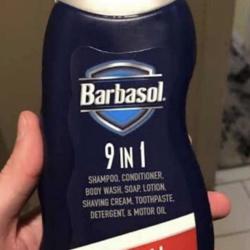 Barbasol
9 IN 1
SHAMPOO, CONDITIONER,
BODY WASH, SOAP, LOTION,
SHAVING CREAM, TOOTHPASTE,
DETERGENT, & MOTOR OIL